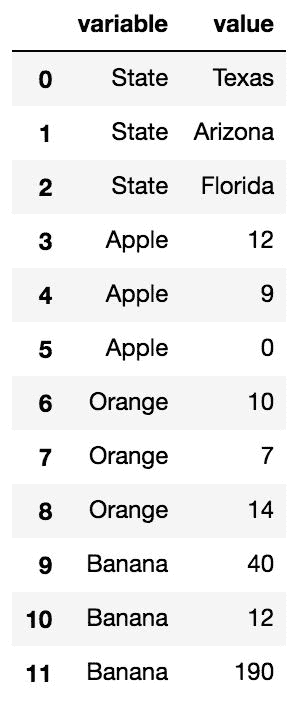 variable value
0 State Texas
1 State Arizona
2 State Florida
3 Apple 12
4 Apple 9
5 Apple 0
6 Orange 10
7 Orange 7
8 Orange 14
9 Banana 40
10 Banana 12
11 Banana 190